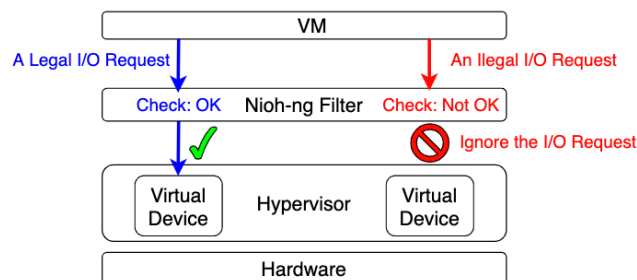 VM
A Legal I/O Request
An Ilegal I/O Request
Check: OK Nioh-ng Filter Check: Not OK
Ignore the I/O Request
Virtual Device
Hypervisor
Virtual Device
Hardware